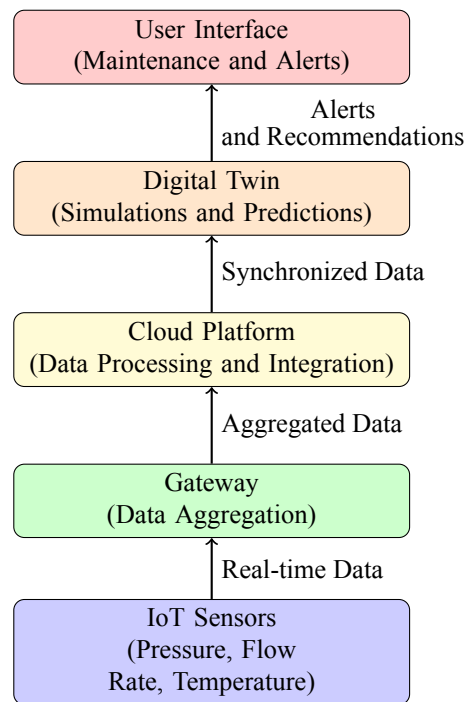 User Interface
(Maintenance and Alerts)
Alerts
and Recommendations
Digital Twin
(Simulations and Predictions)
Synchronized Data
Cloud Platform
(Data Processing and Integration)
Aggregated Data
Gateway
(Data Aggregation)
Real-time Data
IoT Sensors
(Pressure, Flow
Rate, Temperature)